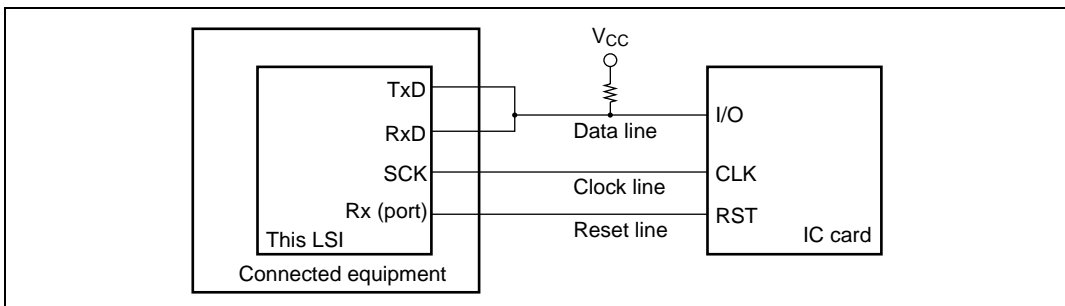 VCC
TxD
RxD
Data line
I/O
SCK
Clock line
CLK
Rx (port)
Reset line
RST
This LSI
IC card
Connected equipment